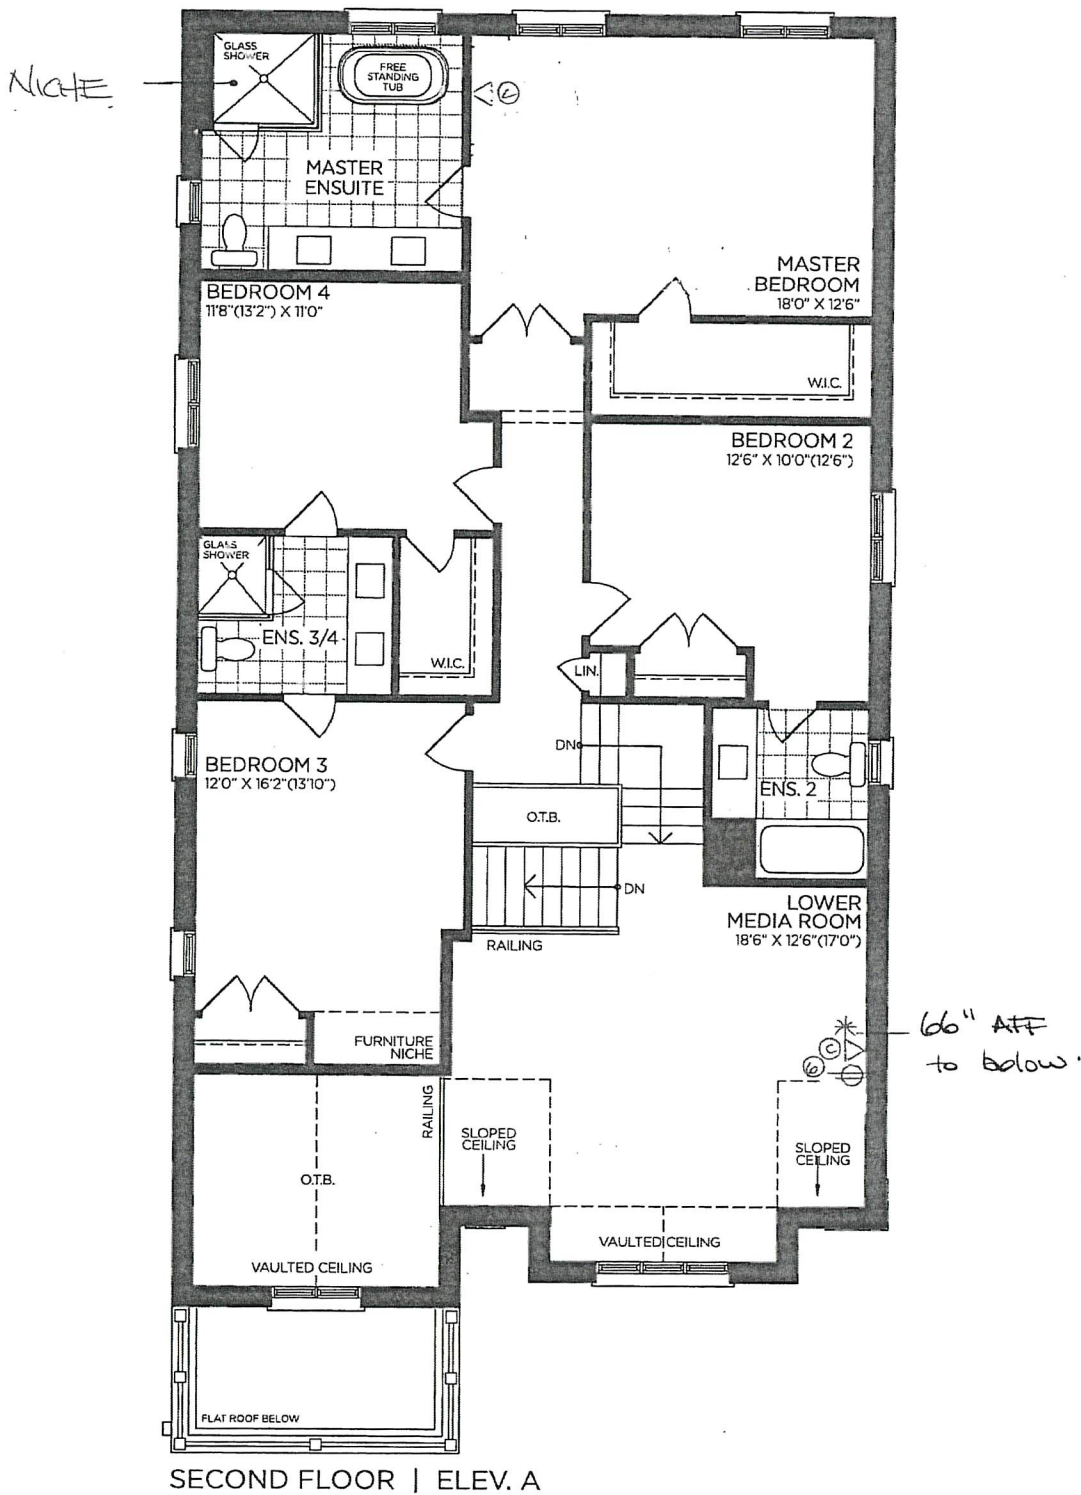 GLASS
SHOWER
FREE
STANDING
TUB
NICHE
C
MASTER
ENSUITE
MASTER
BEDROOM
18'0" X 12'6"
BEDROOM 4
11'8"(13'2") X 11'0"
W.I.C.
BEDROOM 2
12'6" X 10'0"(12'6")
GLASS
SHOWER
ENS. 3/4
W.I.C.
LIN.
DN
BEDROOM 3
12'0" X 16'2"(13'10")
ENS. 2
O.T.B.
DN
LOWER
MEDIA ROOM
18'6" X 12'6"(17'0")
RAILING
66" AFF
to below.
C
6
FURNITURE
NICHE
RAILING
SLOPED
CEILING
SLOPED
CEILING
O.T.B.
VAULTED CEILING
VAULTED CEILING
FLAT ROOF BELOW
SECOND FLOOR | ELEV. A